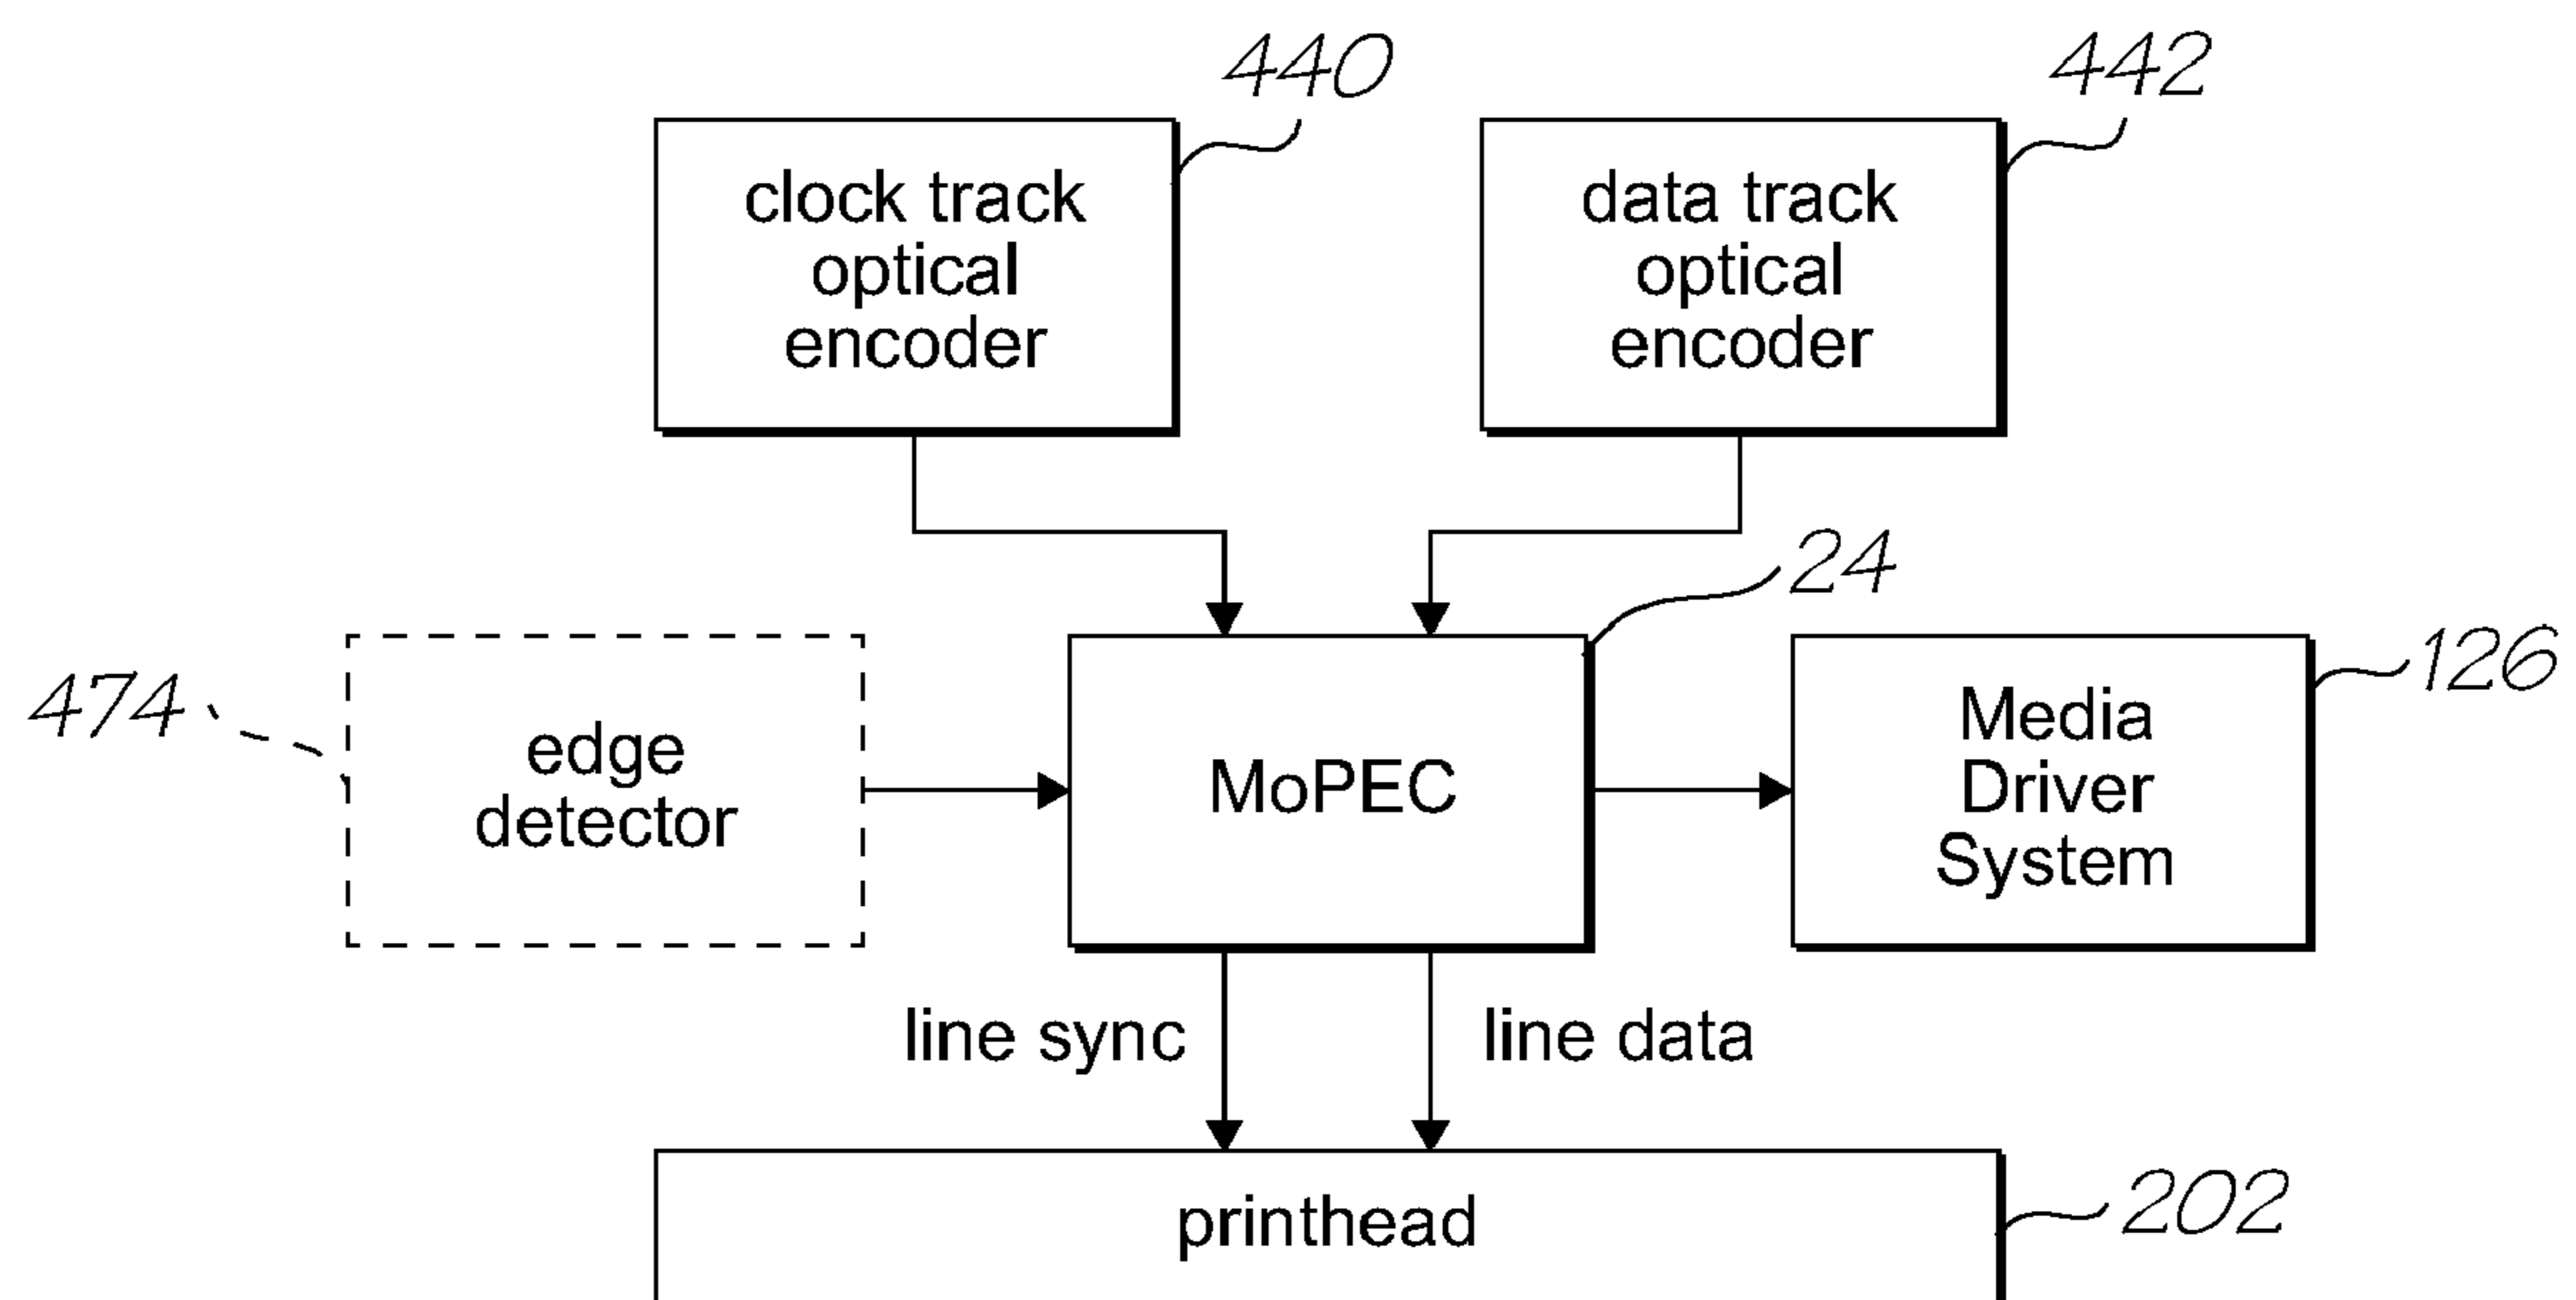 440
442
clock track
optical
encoder
data track
optical
encoder
24
126
474
edge
detector
MoPEC
Media
Driver
System
line sync
line data
printhead
202